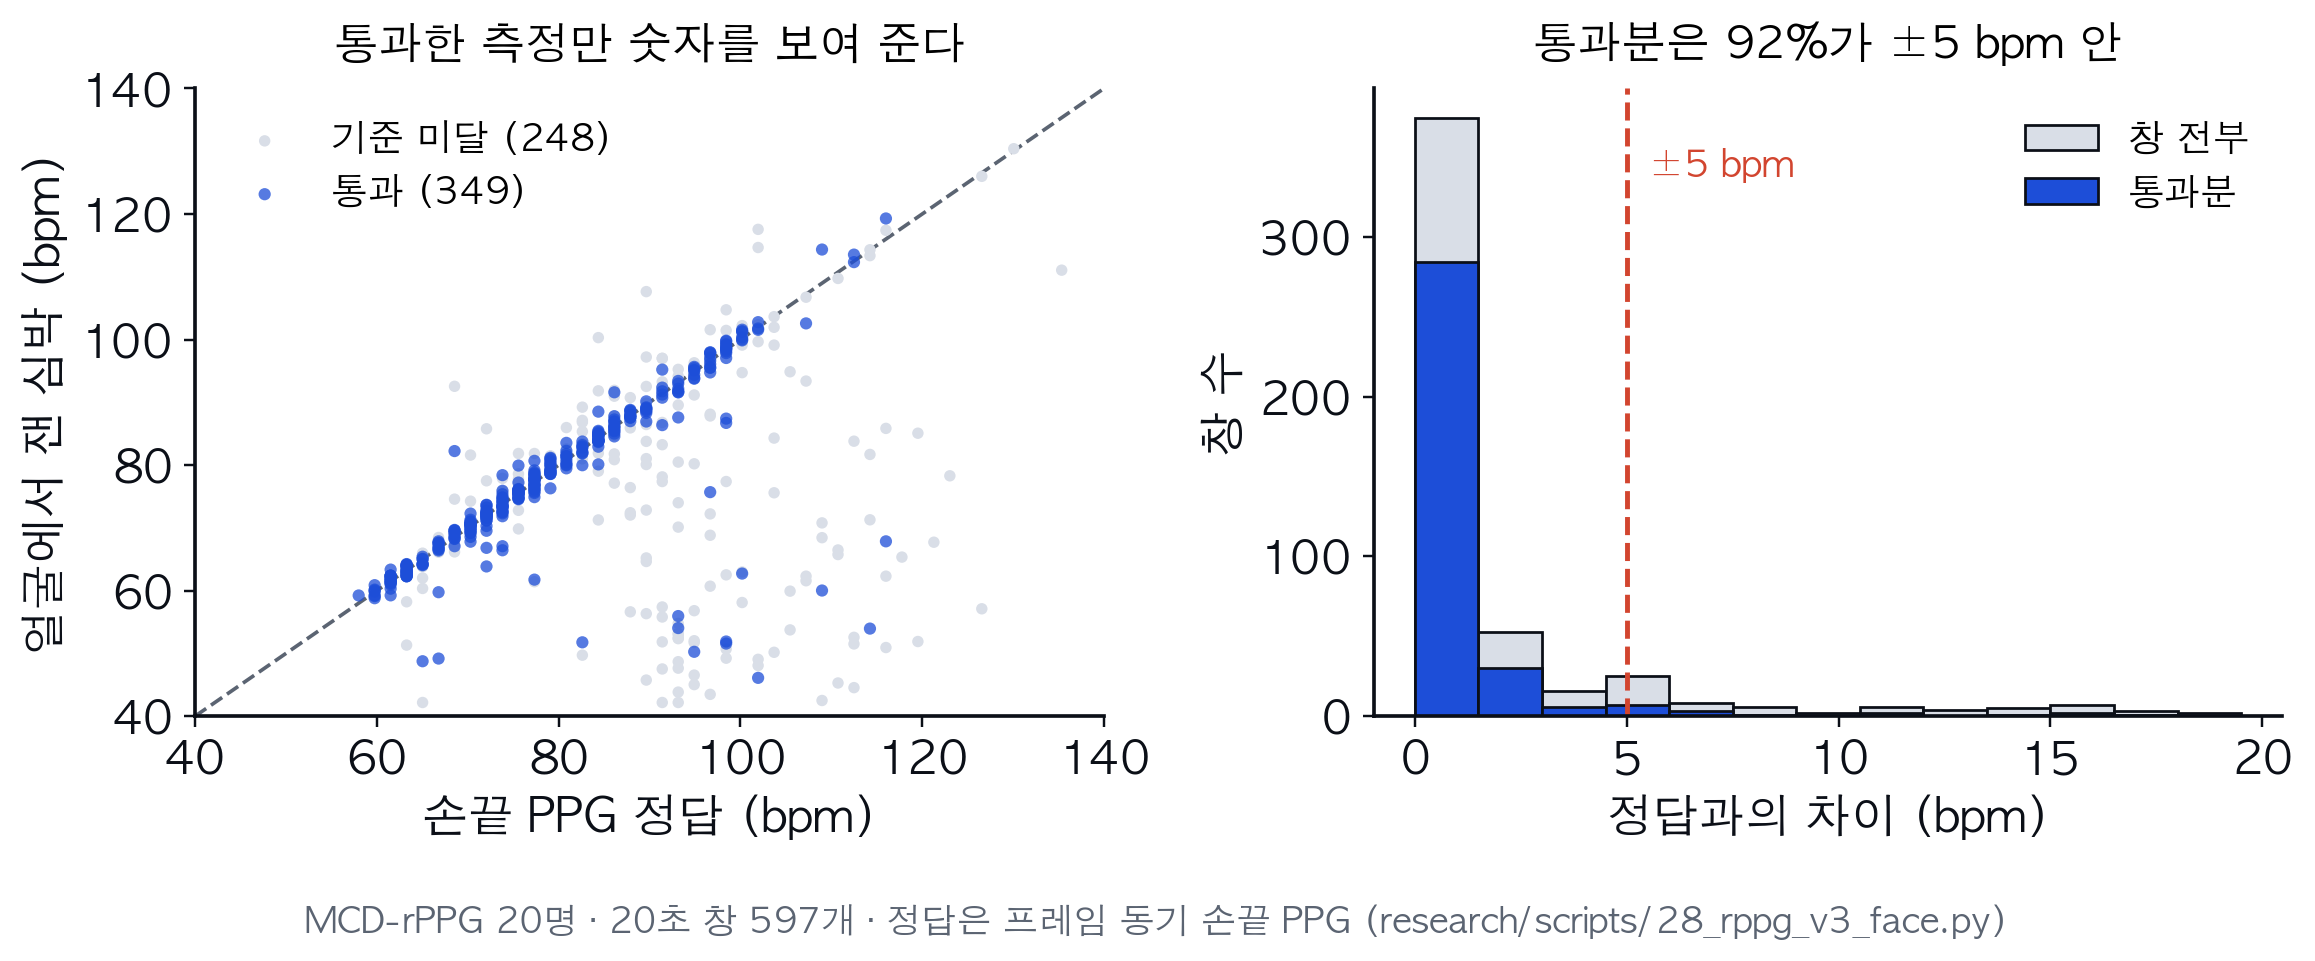 통과한 측정만 숫자를 보여 준다
140
120
100
80
60
40
얼굴에서 잰 심박 (bpm)
기준 미달 (248)
통과 (349)
40 60 80 100 120 140
손끝 PPG 정답 (bpm)
통과분은 92%가 ±5 bpm 안
300
200
100
0
창 수
±5 bpm
창 전부
통과분
0 5 10 15 20
정답과의 차이 (bpm)
MCD-rPPG 20명 · 20초 창 597개 · 정답은 프레임 동기 손끝 PPG (research/scripts/28_rppg_v3_face.py)